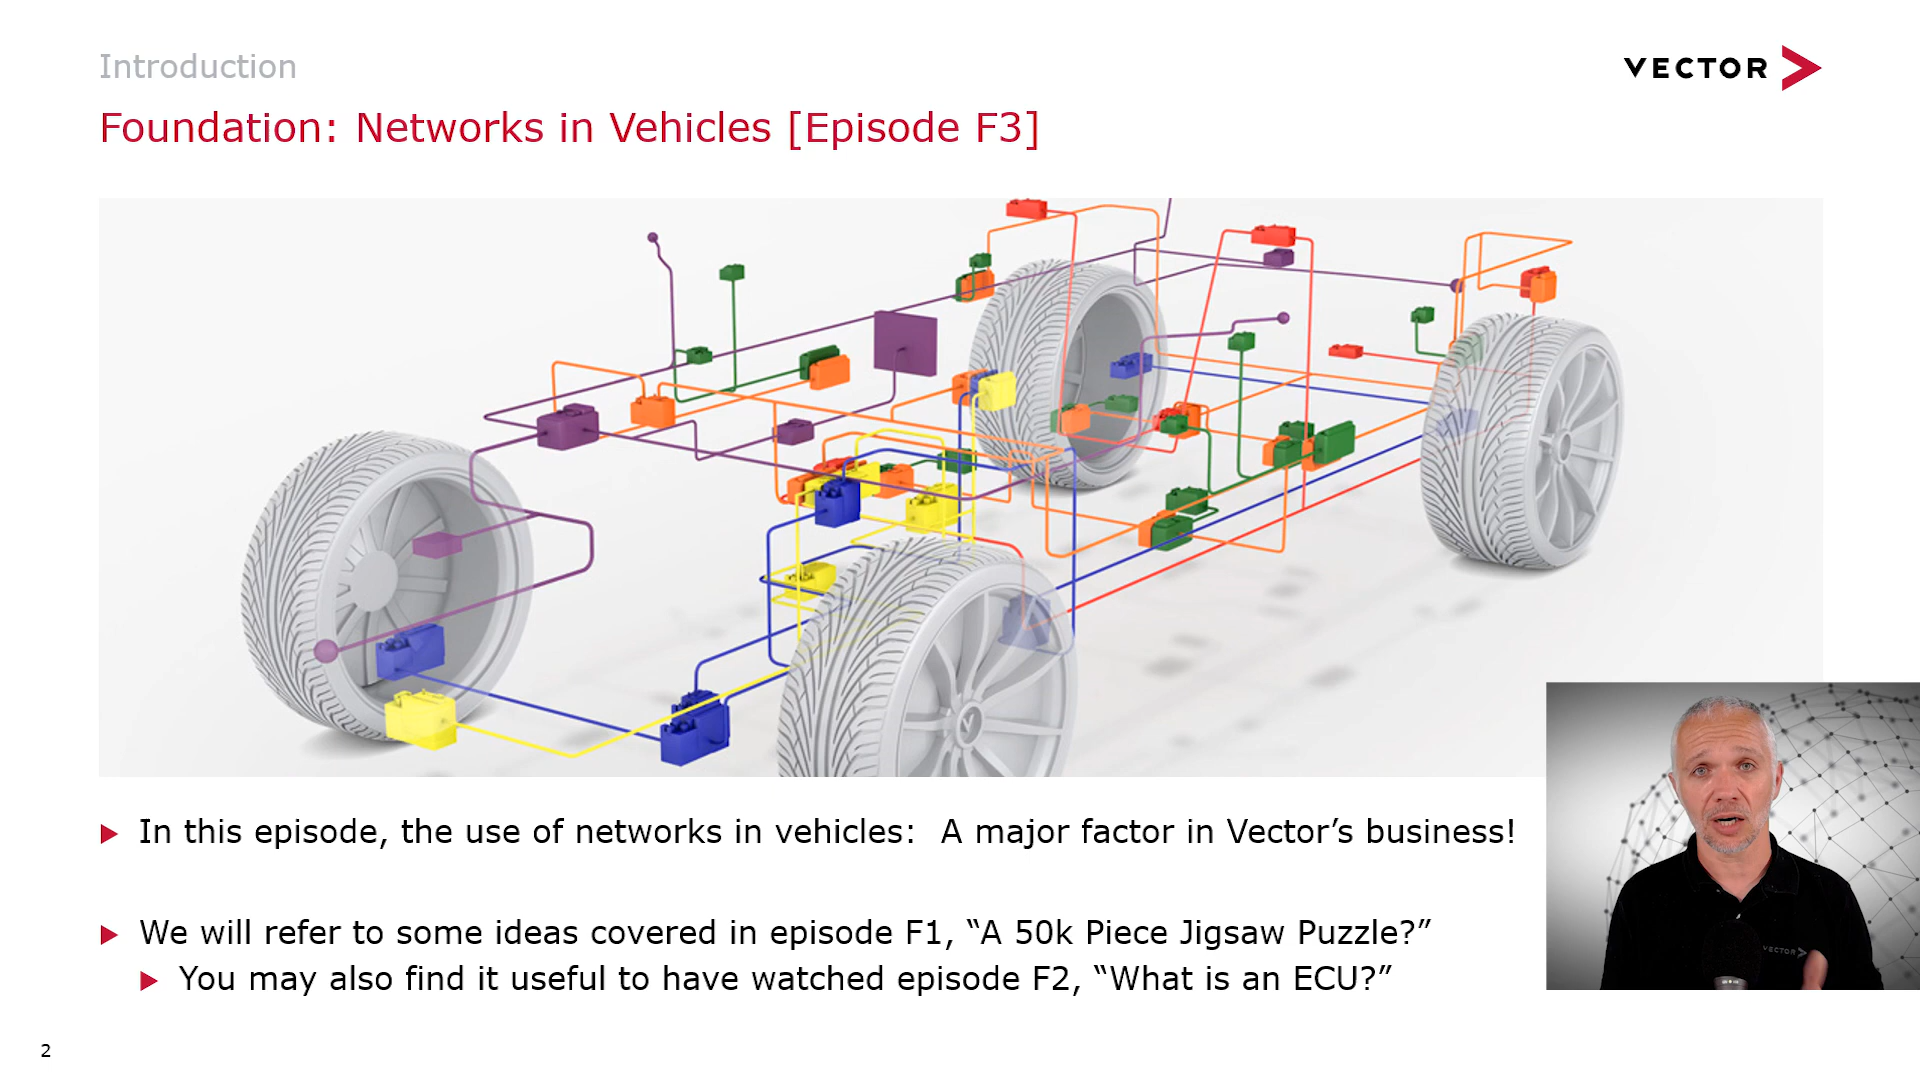 Introduction
VECTOR
Foundation: Networks in Vehicles [Episode F3]
In this episode, the use of networks in vehicles:  A major factor in Vector’s business!
We will refer to some ideas covered in episode F1, “A 50k Piece Jigsaw Puzzle?”
You may also find it useful to have watched episode F2, “What is an ECU?”
VECTOR
2